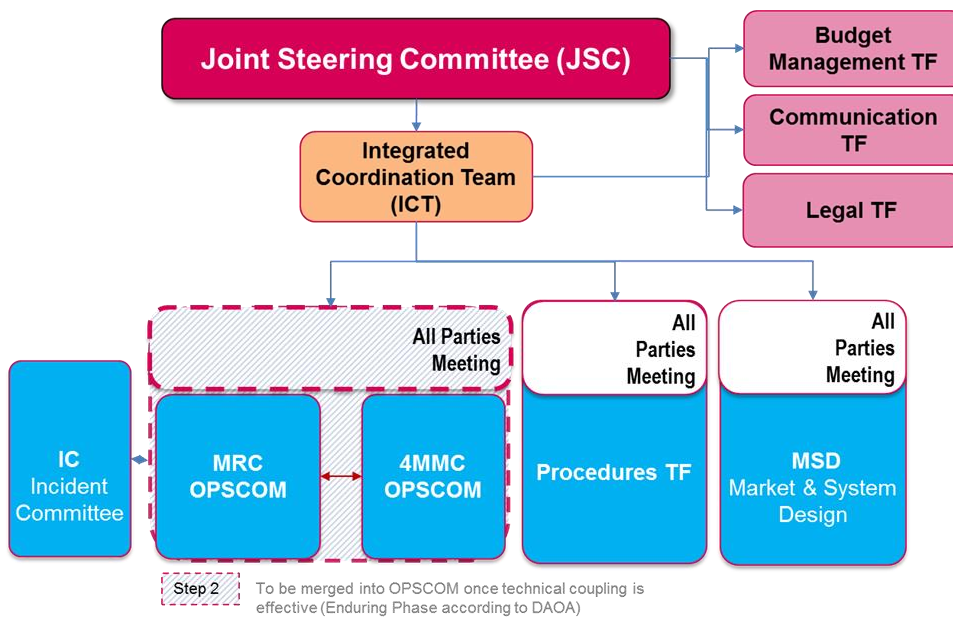 Joint Steering Committee (JSC)
Budget
Management TF
Communication
TF
Legal TF
Integrated
Coordination Team
(ICT)
All Parties
Meeting
All
Parties
Meeting
All
Parties
Meeting
IC
Incident
Committee
MRC
OPSCOM
4MMC
OPSCOM
Procedures TF
MSD
Market & System
Design
Step 2
To be merged into OPSCOM once technical coupling is
effective (Enduring Phase according to DAOA)